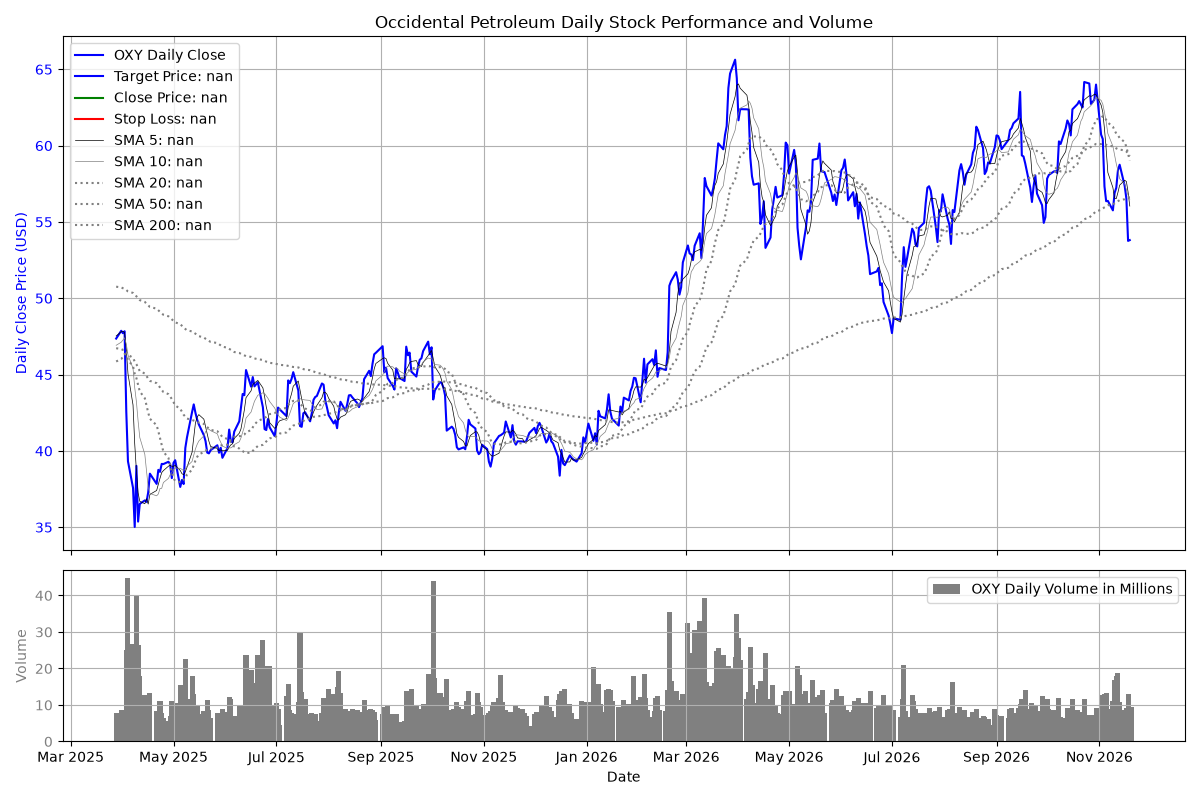 Occidental Petroleum Daily Stock Performance and Volume
OXY Daily Close
Target Price: nan
Close Price: nan
Stop Loss: nan
SMA 5: nan
SMA 10: nan
SMA 20: nan
SMA 50: nan
SMA 200: nan
Daily Close Price (USD)
65
60
55
50
45
40
35
OXY Daily Volume in Millions
Volume
40
30
20
10
0
Mar 2025 May 2025 Jul 2025 Sep 2025 Nov 2025 Jan 2026 Mar 2026 May 2026 Jul 2026 Sep 2026 Nov 2026
Date